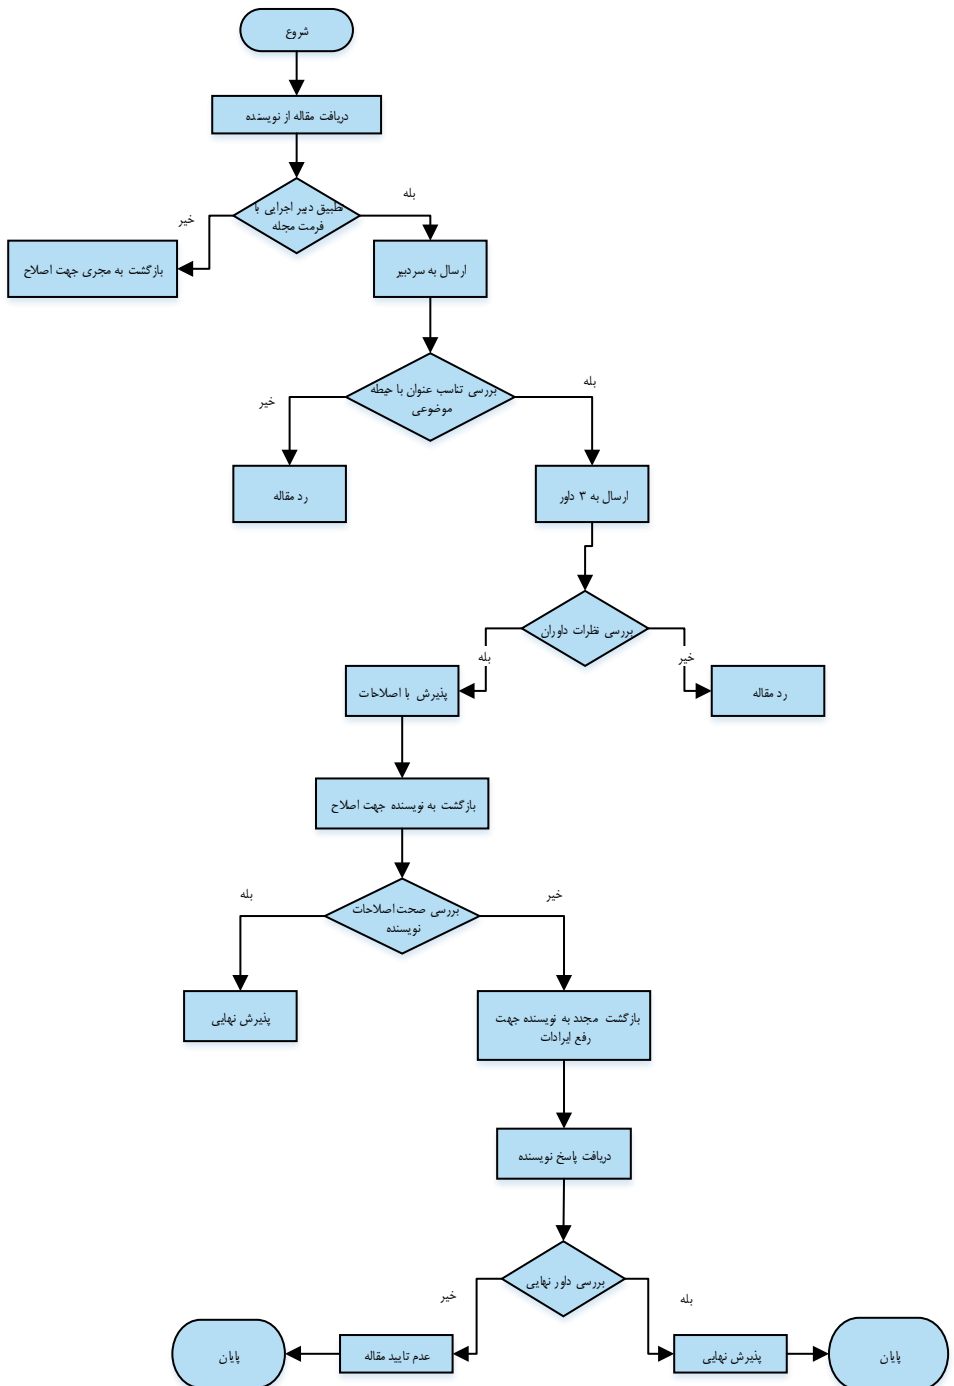 شروع
دریافت مقاله از نویسنده
تطبیق دبیر اجرایی با
فرمت مجله
بله
خیر
ارسال به سردبیر
بازگشت به مجری جهت اصلاح
بررسی تناسب عنوان با حیطه
موضوعی
بله
خیر
ارسال به ۳ داور
رد مقاله
بررسی نظرات داوران
خیر
بله
رد مقاله
پذیرش با اصلاحات
بازگشت به نویسنده جهت اصلاح
بررسی صحت اصلاحات
نویسنده
خیر
بله
بازگشت مجدد به نویسنده جهت
رفع ایرادات
پذیرش نهایی
دریافت پاسخ نویسنده
بررسی داور نهایی
بله
خیر
پایان
پذیرش نهایی
عدم تایید مقاله
پایان